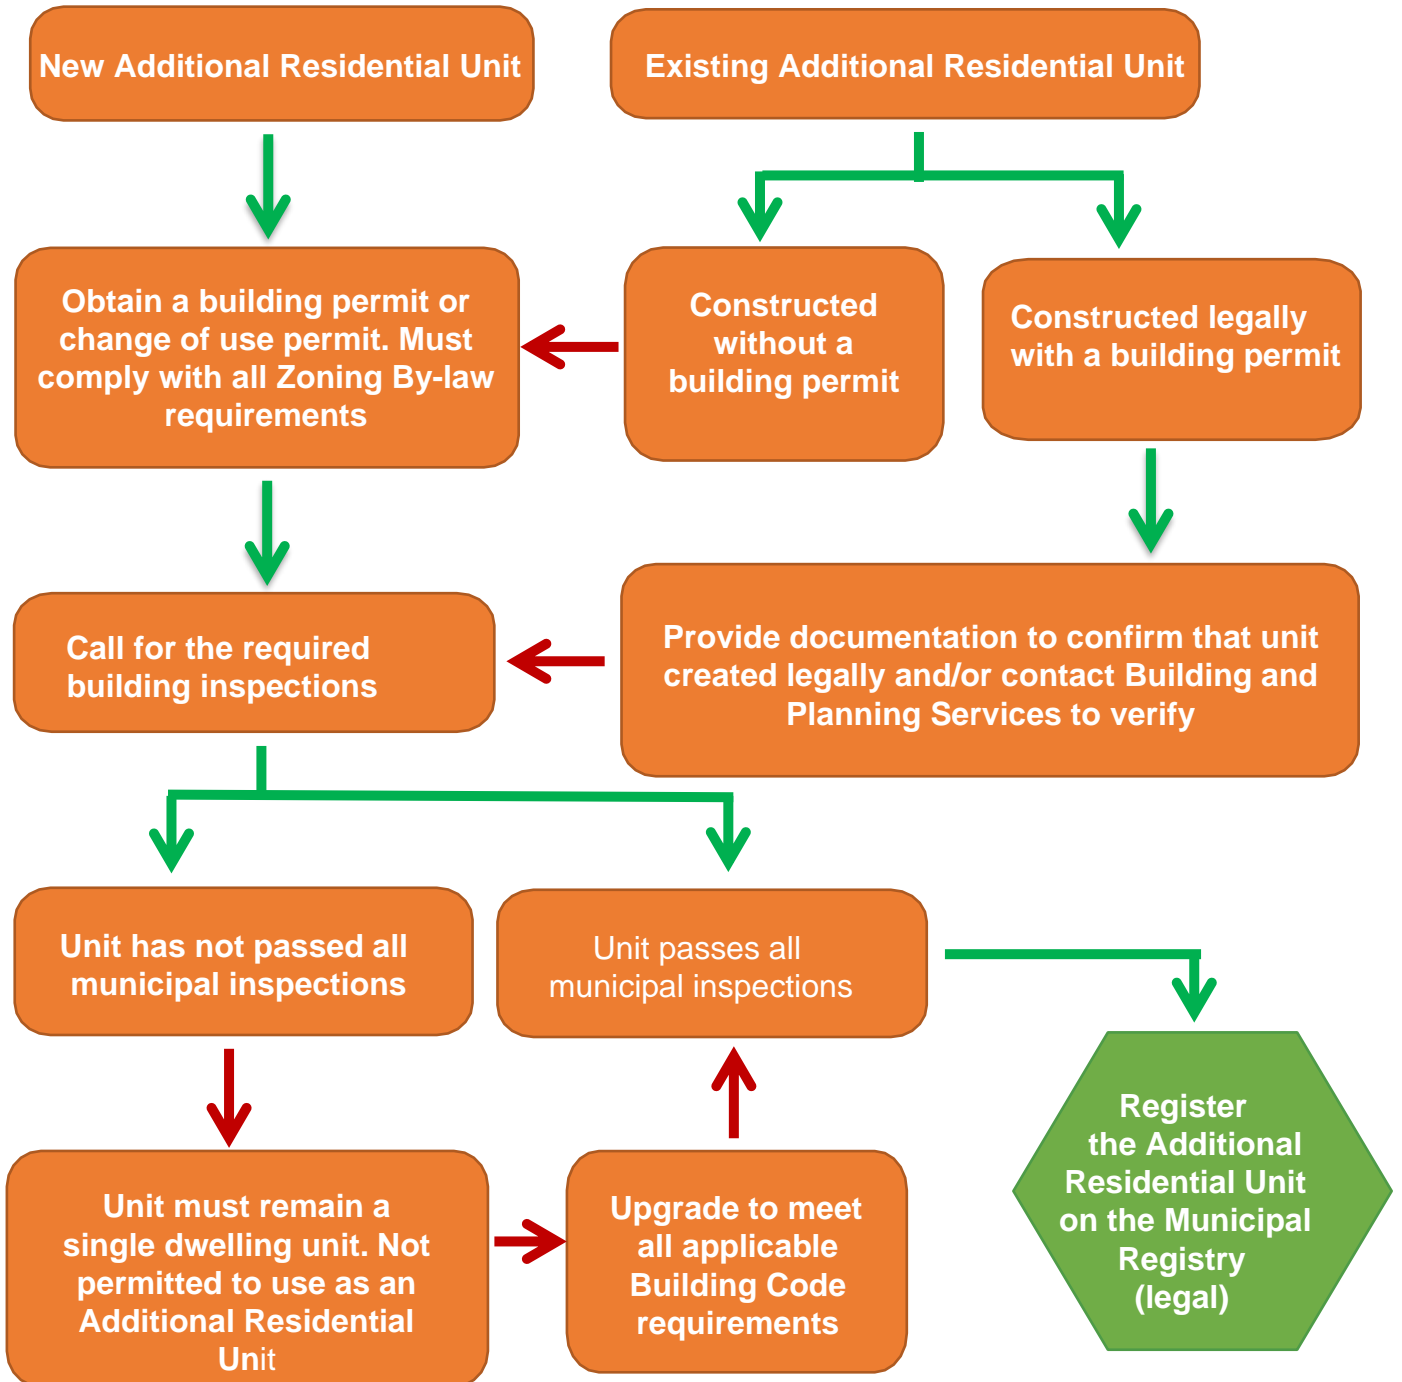 New Additional Residential Unit
Existing Additional Residential Unit
Obtain a building permit or
change of use permit. Must
comply with all Zoning By-law
requirements
Constructed
without a
building permit
Constructed legally
with a building permit
Call for the required
building inspections
Provide documentation to confirm that unit
created legally and/or contact Building and
Planning Services to verify
Unit has not passed all
municipal inspections
Unit passes all
municipal inspections
Unit must remain a
single dwelling unit. Not
permitted to use as an
Additional Residential
Unit
Upgrade to meet
all applicable
Building Code
requirements
Register
the Additional
Residential Unit
on the Municipal
Registry
(legal)